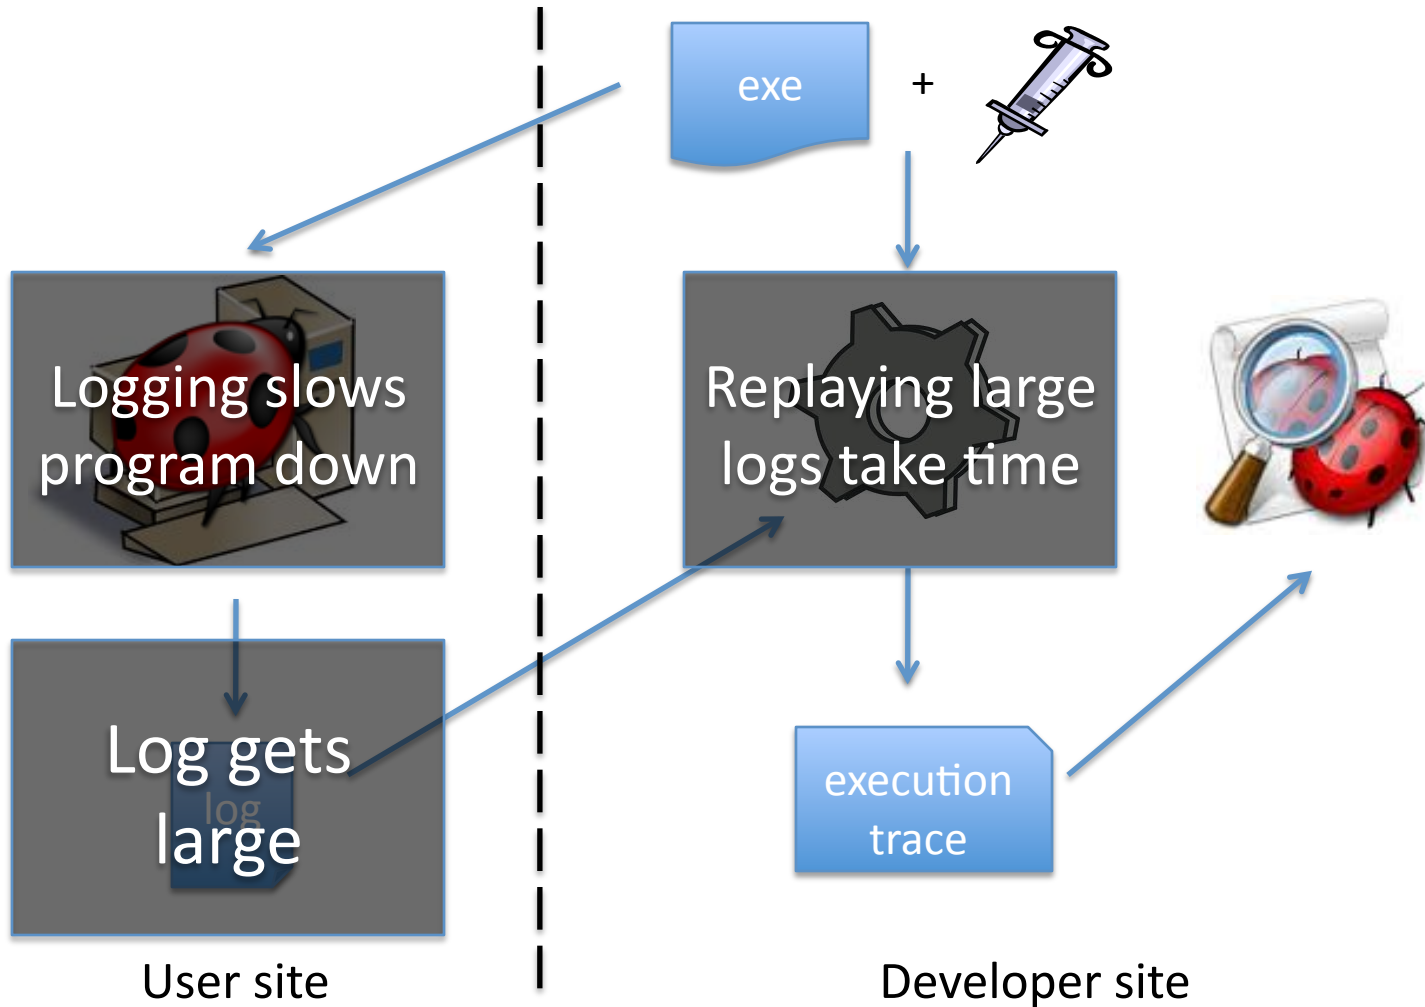 exe
+
Logging slows
program down
Replaying large
logs take time
Log gets
log
large
execution
trace
User site
Developer site